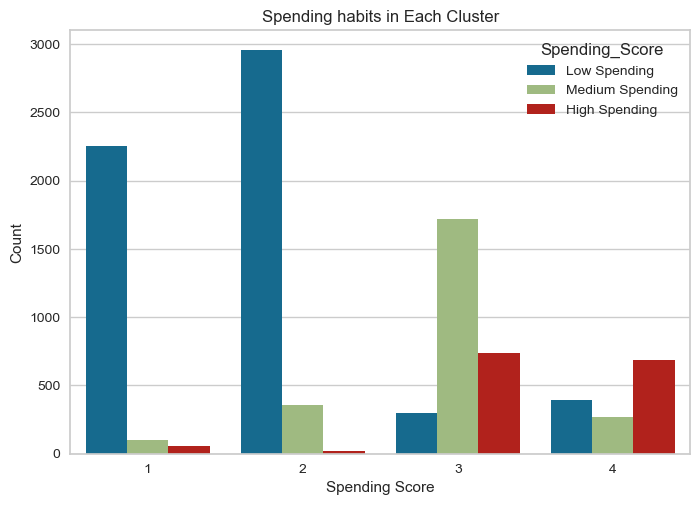 Spending habits in Each Cluster
Spending_Score
Low Spending
Medium Spending
High Spending
Count
3000
2500
2000
1500
1000
500
0
1 2 3 4
Spending Score